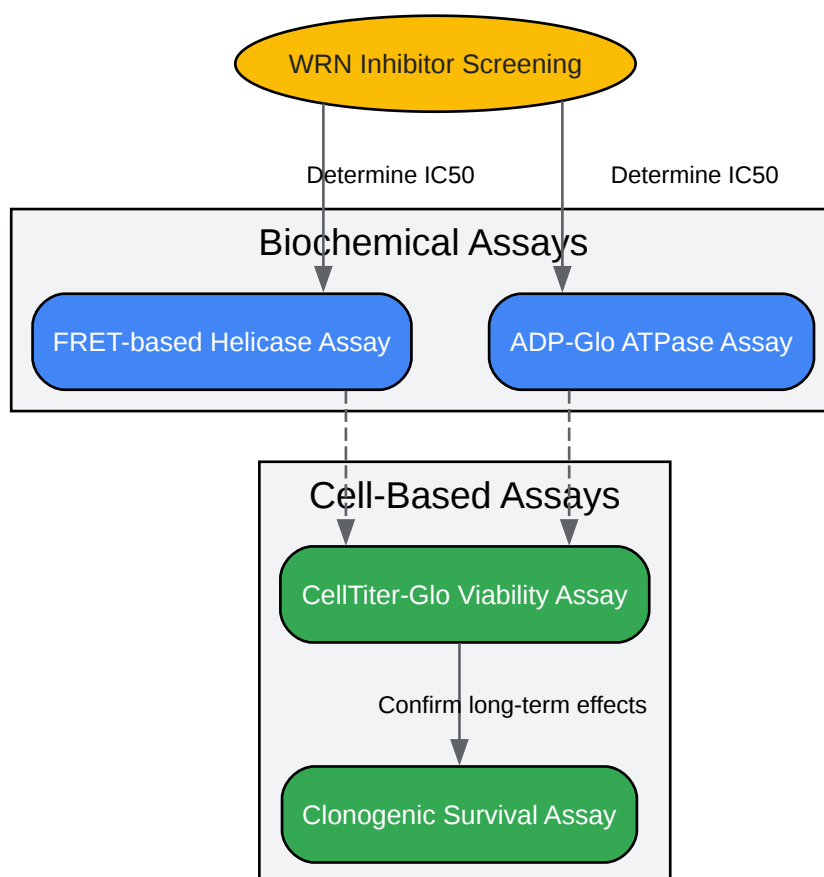 WRN Inhibitor Screening
Determine IC50
Determine IC50
Biochemical Assays
FRET-based Helicase Assay
ADP-Glo ATPase Assay
Cell-Based Assays
CellTiter-Glo Viability Assay
Confirm long-term effects
Clonogenic Survival Assay